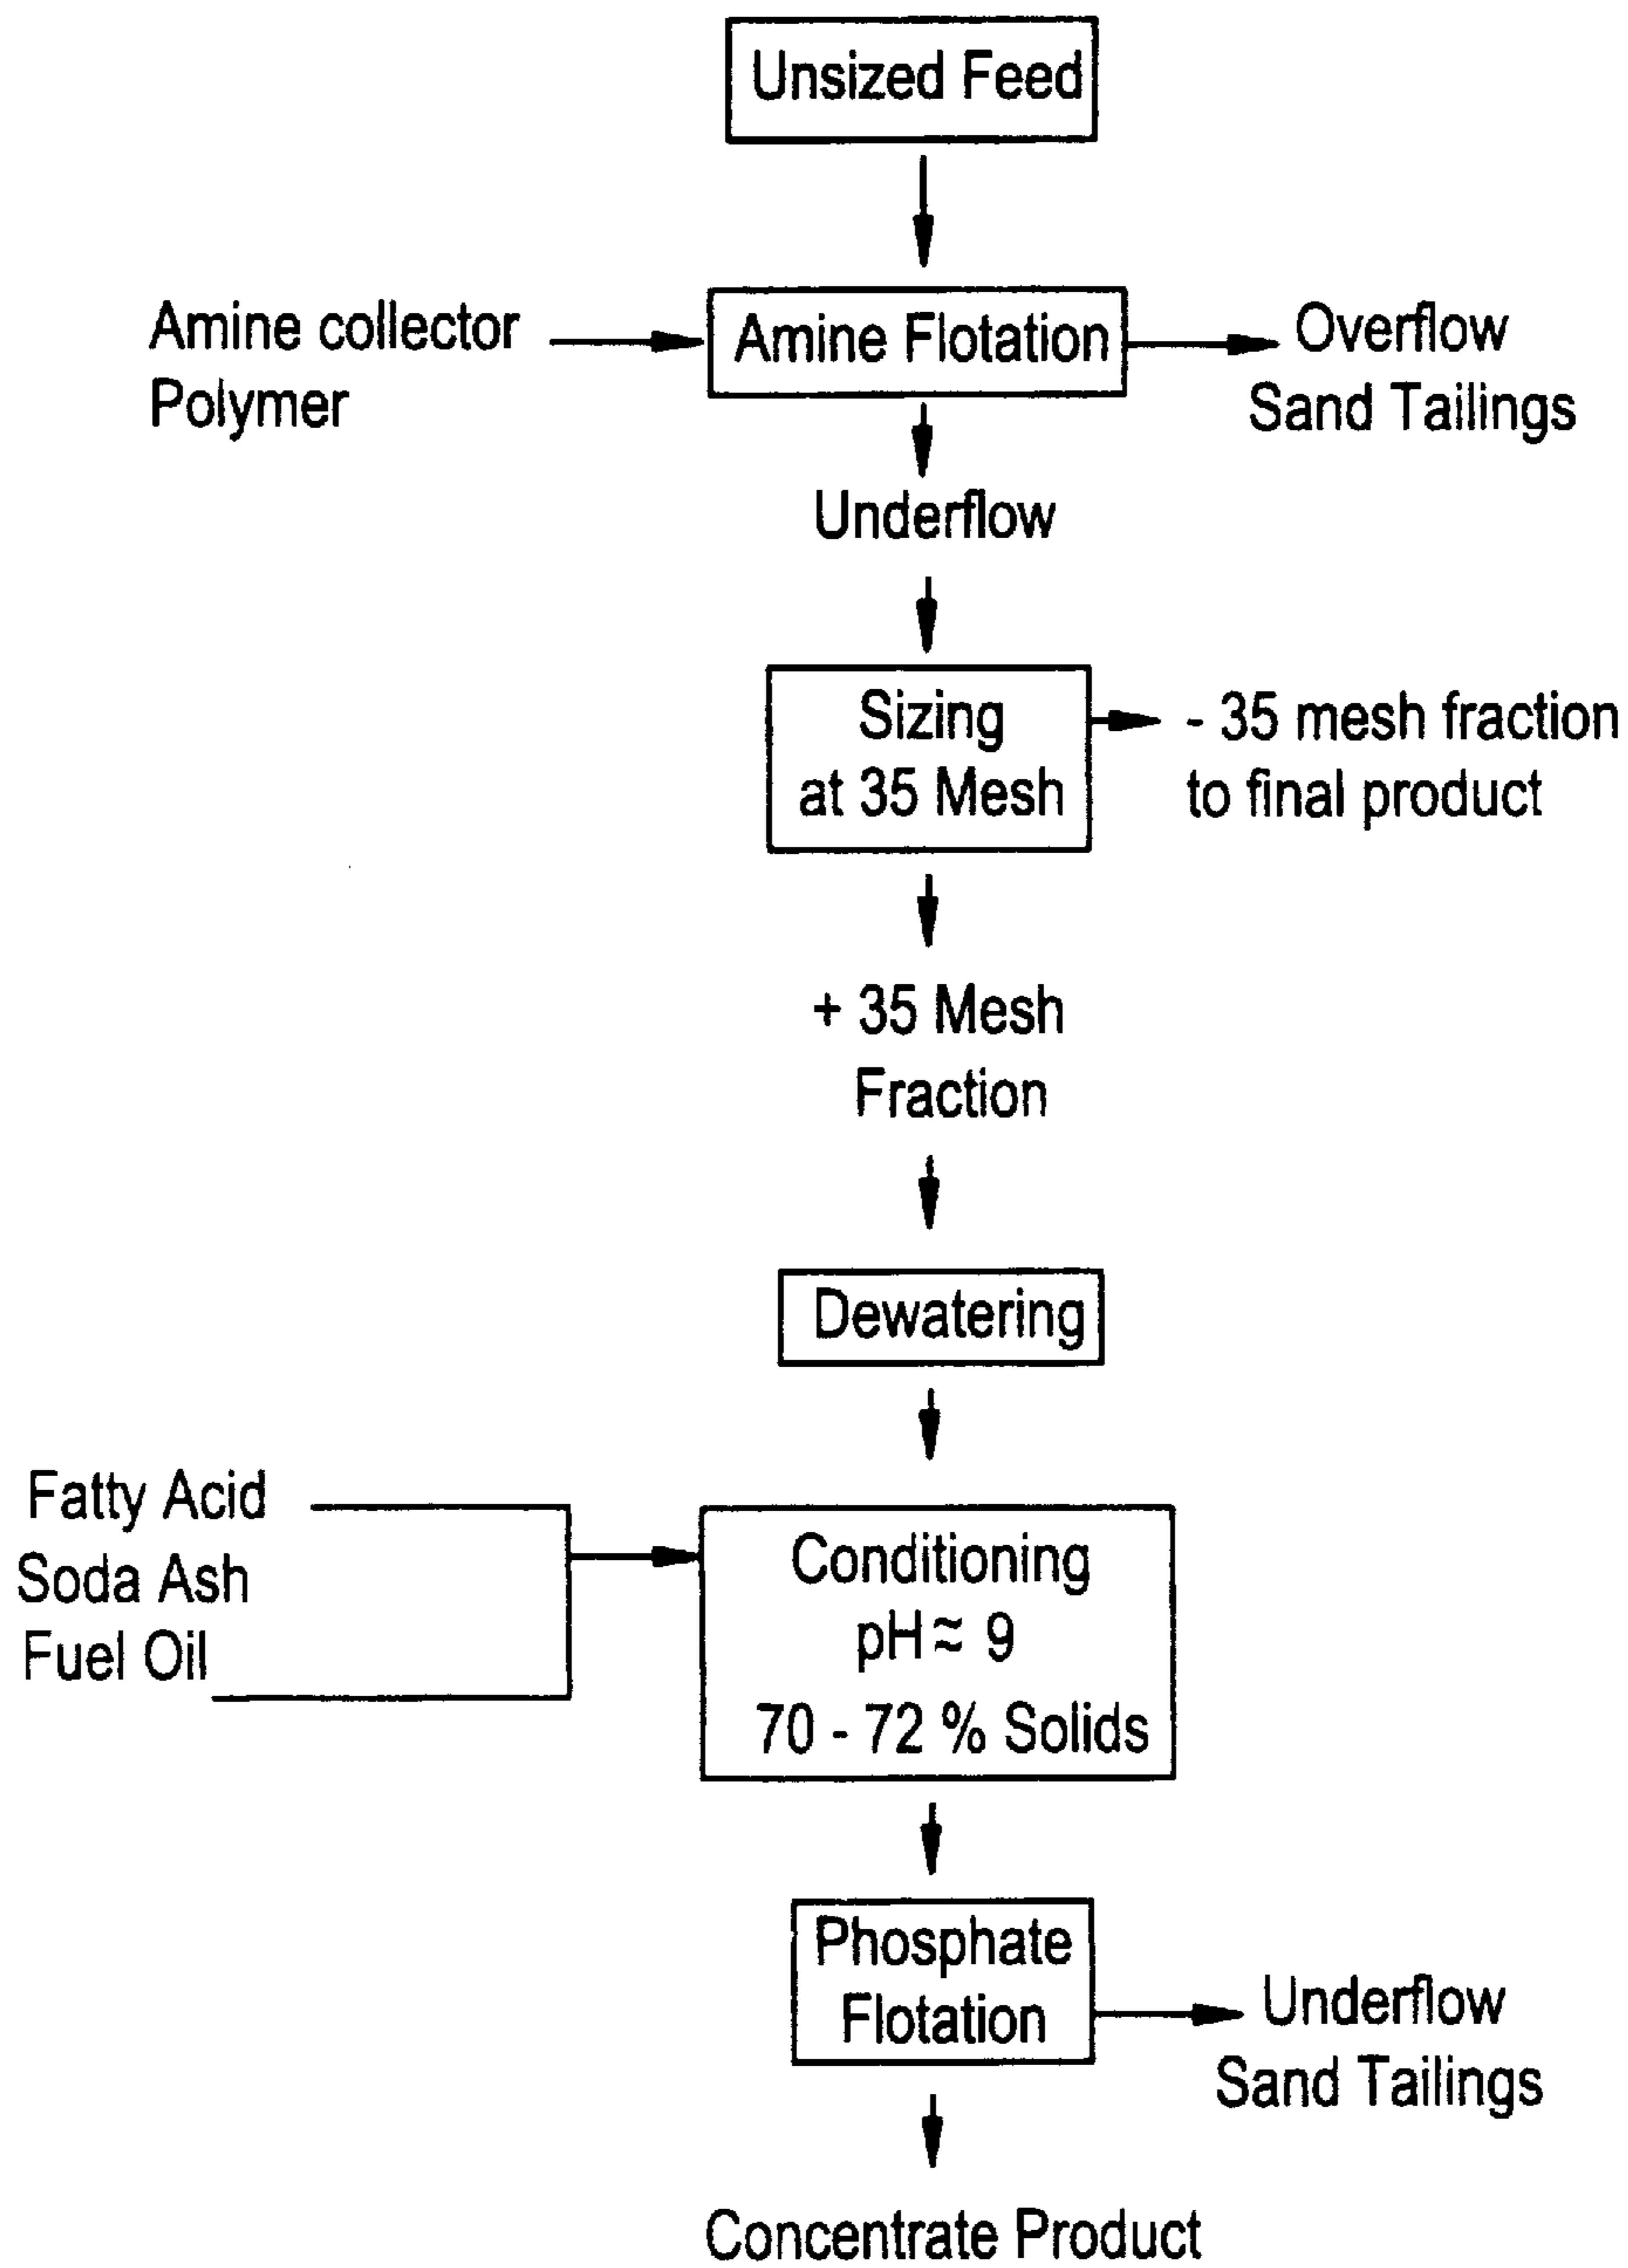 Unsized Feed
Amine collector
Polymer
Amine Flotation
Overflow
Sand Tailings
Underflow
Sizing
at 35 Mesh
- 35 mesh fraction
to final product
+ 35 Mesh
Fraction
Dewatering
Fatty Acid
Soda Ash
Fuel Oil
Conditioning
pH ≈ 9
70 - 72 % Solids
Phosphate
Flotation
Underflow
Sand Tailings
Concentrate Product